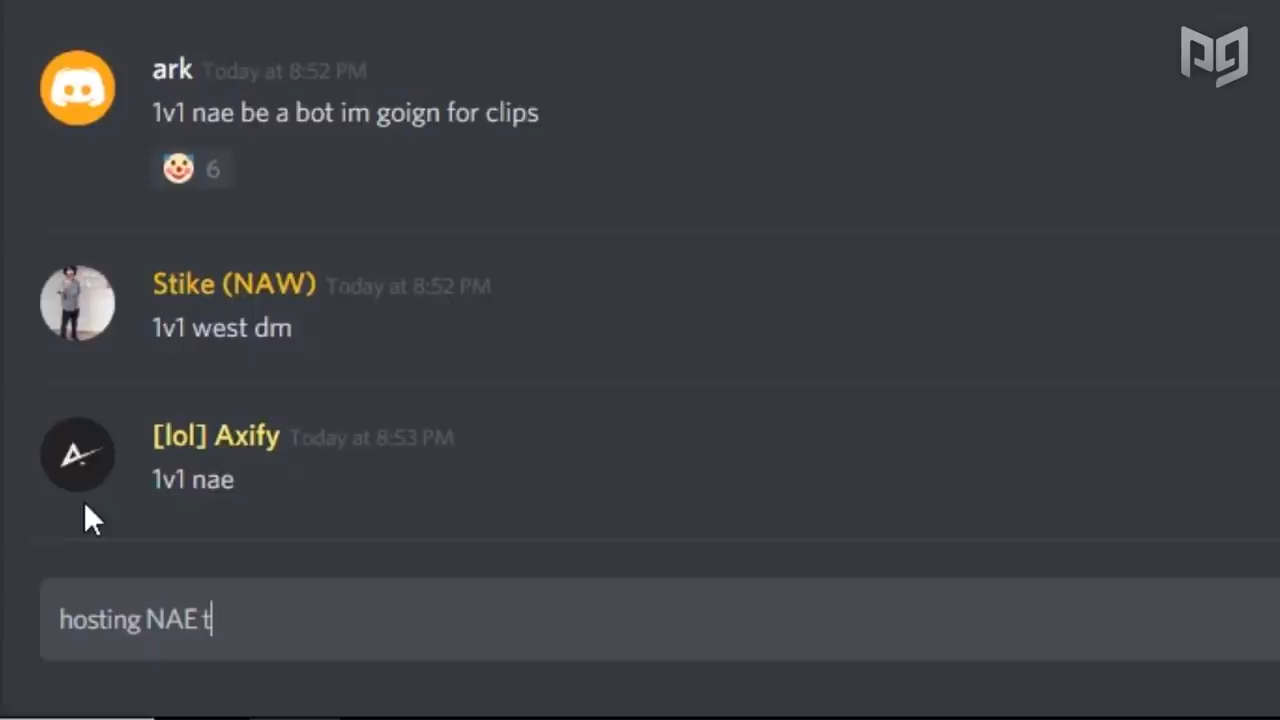 ark Today at 8:52 PM
1v1 nae be a bot im goign for clips
6
Stike (NAW) Today at 8:52 PM
1v1 west dm
[lol] Axify Today at 8:53 PM
1v1 nae
hosting NAE t
pg